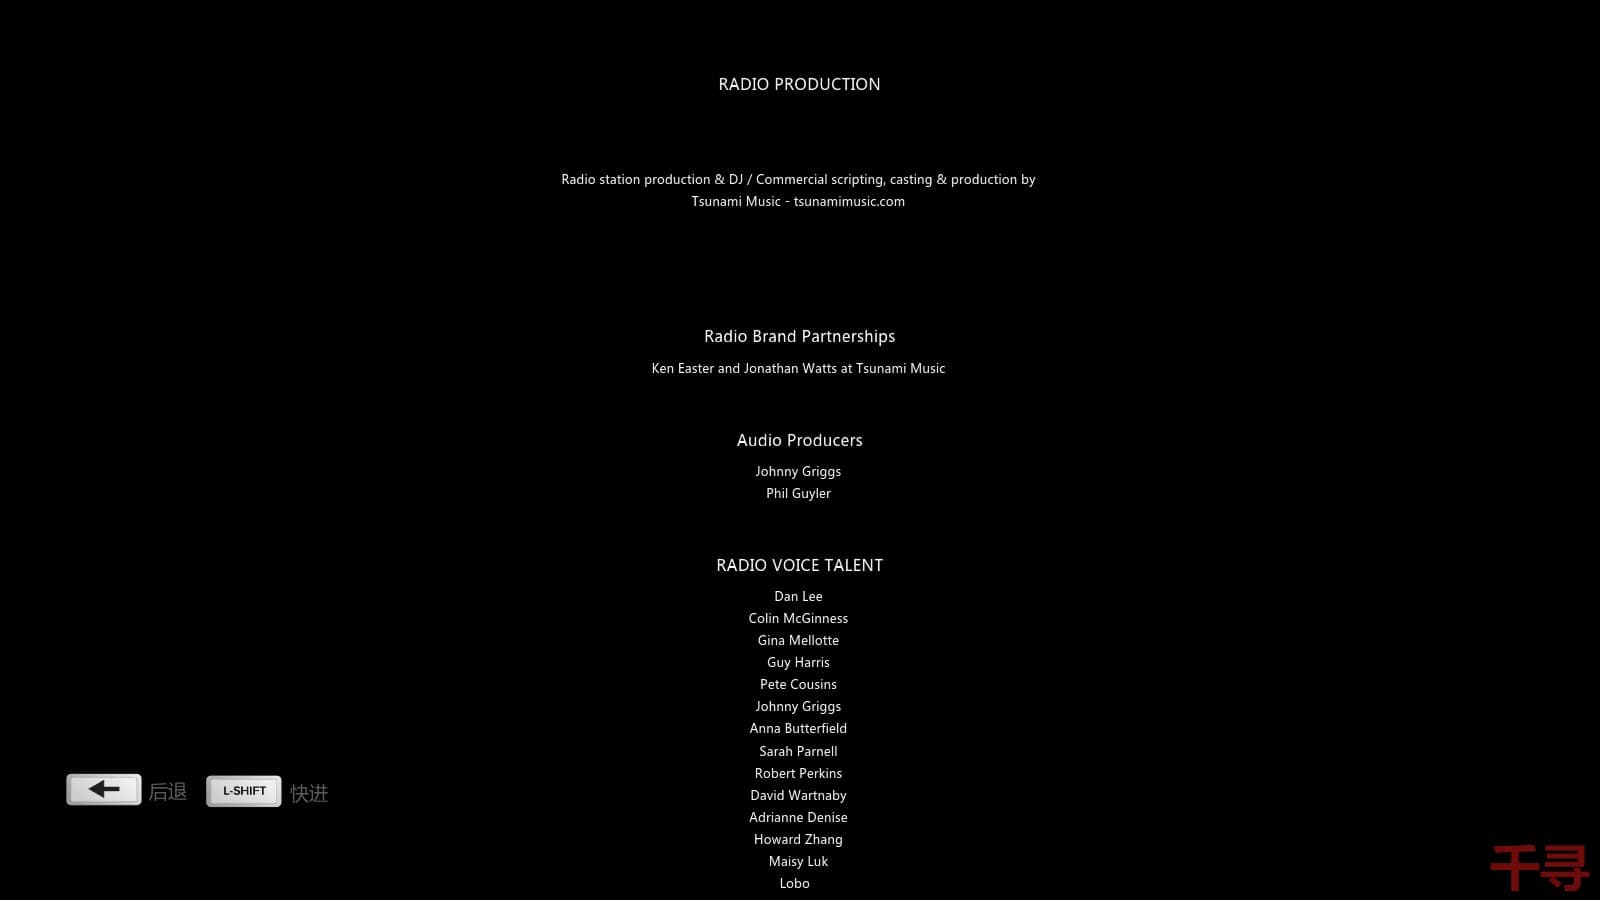 RADIO PRODUCTION
Radio station production & DJ / Commercial scripting, casting & production by
Tsunami Music - tsunamimusic.com
Radio Brand Partnerships
Ken Easter and Jonathan Watts at Tsunami Music
Audio Producers
Johnny Griggs
Phil Guyler
RADIO VOICE TALENT
Dan Lee
Colin McGinness
Gina Mellotte
Guy Harris
Pete Cousins
Johnny Griggs
Anna Butterfield
Sarah Parnell
Robert Perkins
David Wartnaby
Adrianne Denise
Howard Zhang
Maisy Luk
Lobo
后退
L-SHIFT 快进
千寻